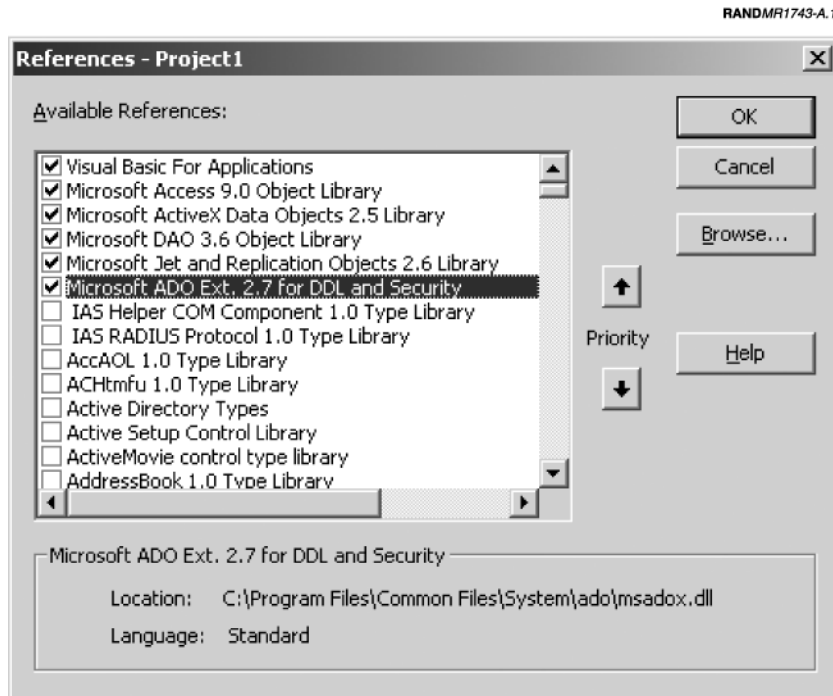 RANDMR1743-A.1
References - Project1
Available References:
OK
Cancel
Browse...
Help
Visual Basic For Applications
Microsoft Access 9.0 Object Library
Microsoft ActiveX Data Objects 2.5 Library
Microsoft DAO 3.6 Object Library
Microsoft Jet and Replication Objects 2.6 Library
Microsoft ADO Ext. 2.7 for DDL and Security
IAS Helper COM Component 1.0 Type Library
IAS RADIUS Protocol 1.0 Type Library
AccAOL 1.0 Type Library
ACHtmfu 1.0 Type Library
Active Directory Types
Active Setup Control Library
ActiveMovie control type library
AddressBook 1.0 Type Library
Priority
Microsoft ADO Ext. 2.7 for DDL and Security
Location: C:\Program Files\Common Files\System\ado\msadox.dll
Language: Standard